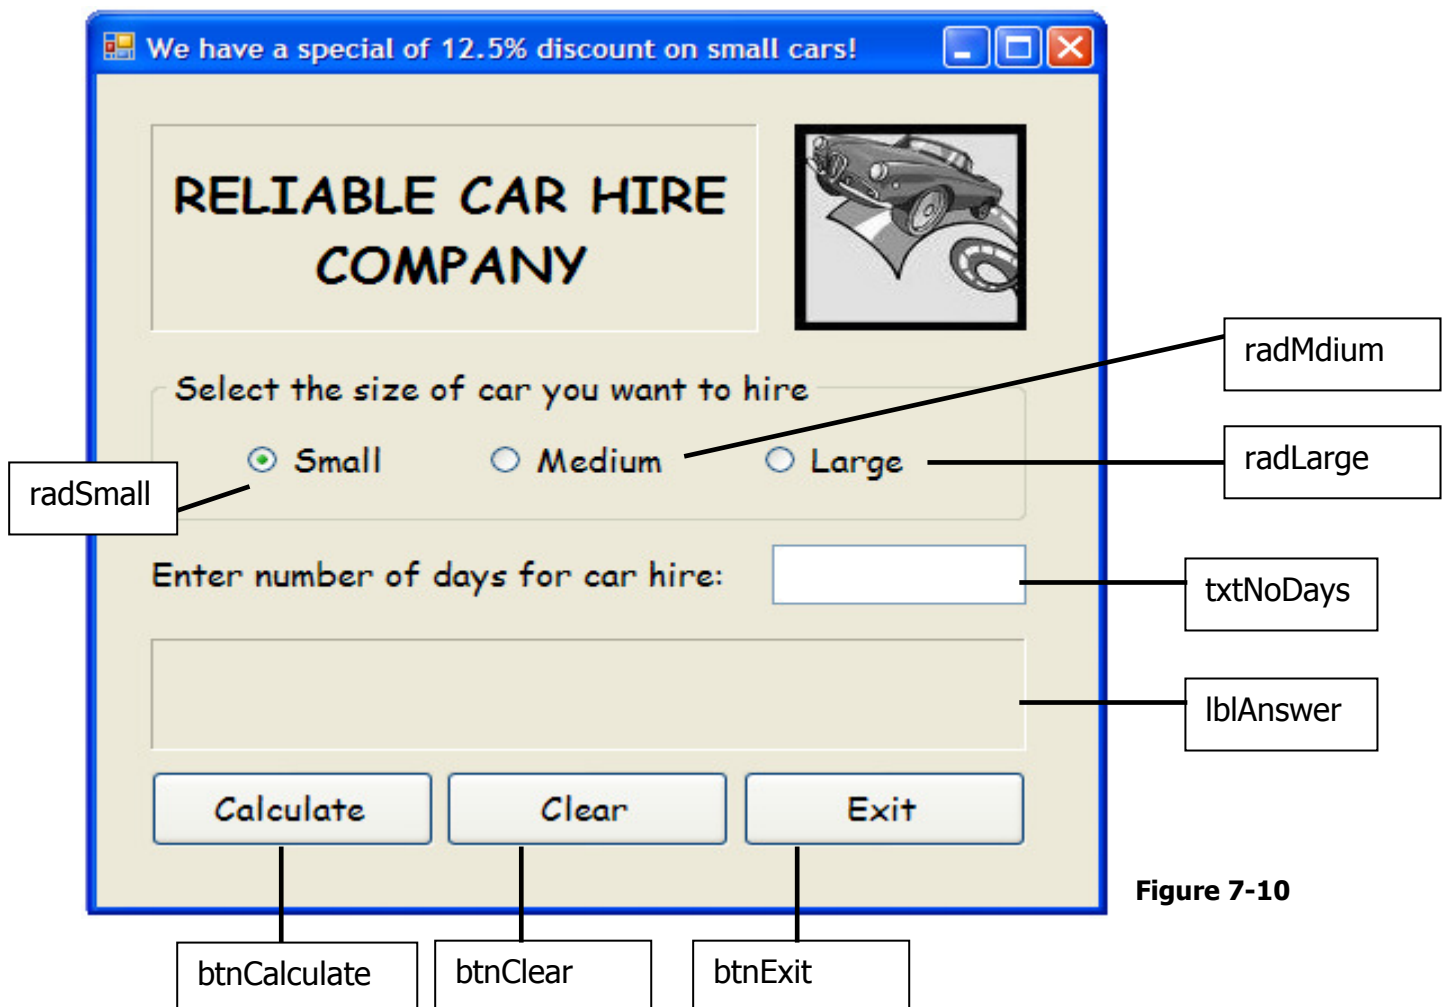 We have a special of 12.5% discount on small cars!
RELIABLE CAR HIRE
COMPANY
radMdium
Select the size of car you want to hire
Small
Medium
Large
radLarge
radSmall
Enter number of days for car hire:
txtNoDays
lblAnswer
Calculate
Clear
Exit
Figure 7-10
btnCalculate
btnClear
btnExit